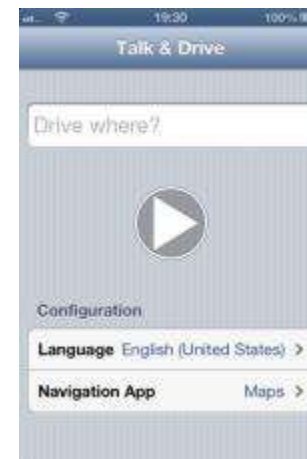 19:30 100%
Talk & Drive
Drive where?
Configuration
Language English (United States)
Navigation App Maps